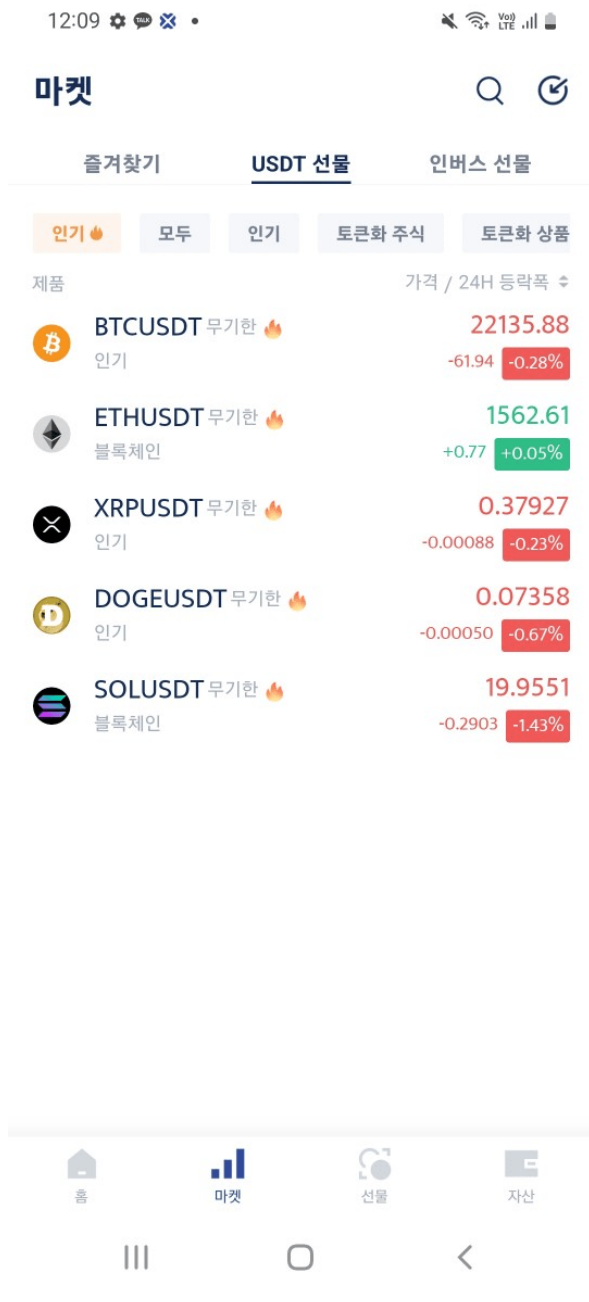 12:09 TALK Vo)) LTE
마켓
즐겨찾기 USDT 선물 인버스 선물
인기 모두 인기 토큰화 주식 토큰화 상품
제품 가격 / 24H 등락폭
BTCUSDT 무기한 22135.88
인기 -61.94 -0.28%
ETHUSDT 무기한 1562.61
블록체인 +0.77 +0.05%
XRPUSDT 무기한 0.37927
인기 -0.00088 -0.23%
DOGEUSDT 무기한 0.07358
인기 -0.00050 -0.67%
SOLUSDT 무기한 19.9551
블록체인 -0.2903 -1.43%
홈 마켓 선물 자산